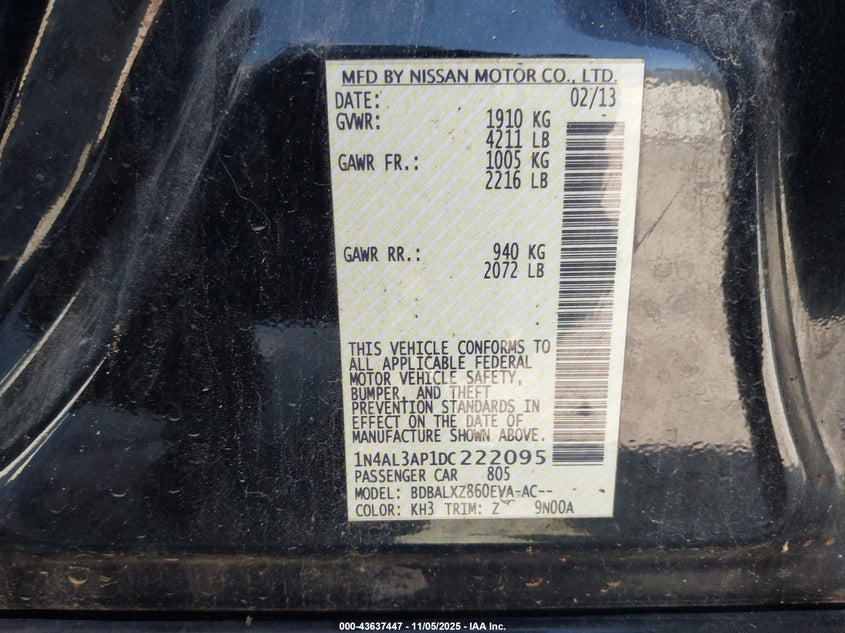 MFD BY NISSAN MOTOR CO., LTD.
DATE: 02/13
GVWR: 1910 KG
4211 LB
GAWR FR.: 1005 KG
2216 LB
GAWR RR.: 940 KG
2072 LB
THIS VEHICLE CONFORMS TO
ALL APPLICABLE FEDERAL
MOTOR VEHICLE SAFETY,
BUMPER, AND THEFT
PREVENTION STANDARDS IN
EFFECT ON THE DATE OF
MANUFACTURE SHOWN ABOVE.
1N4AL3AP1DC222095
PASSENGER CAR 805
MODEL: BDBALXZ860EVA-AC--
COLOR: KH3 TRIM: Z 9N00A
000-43637447 - 11/05/2025 - IAA Inc.